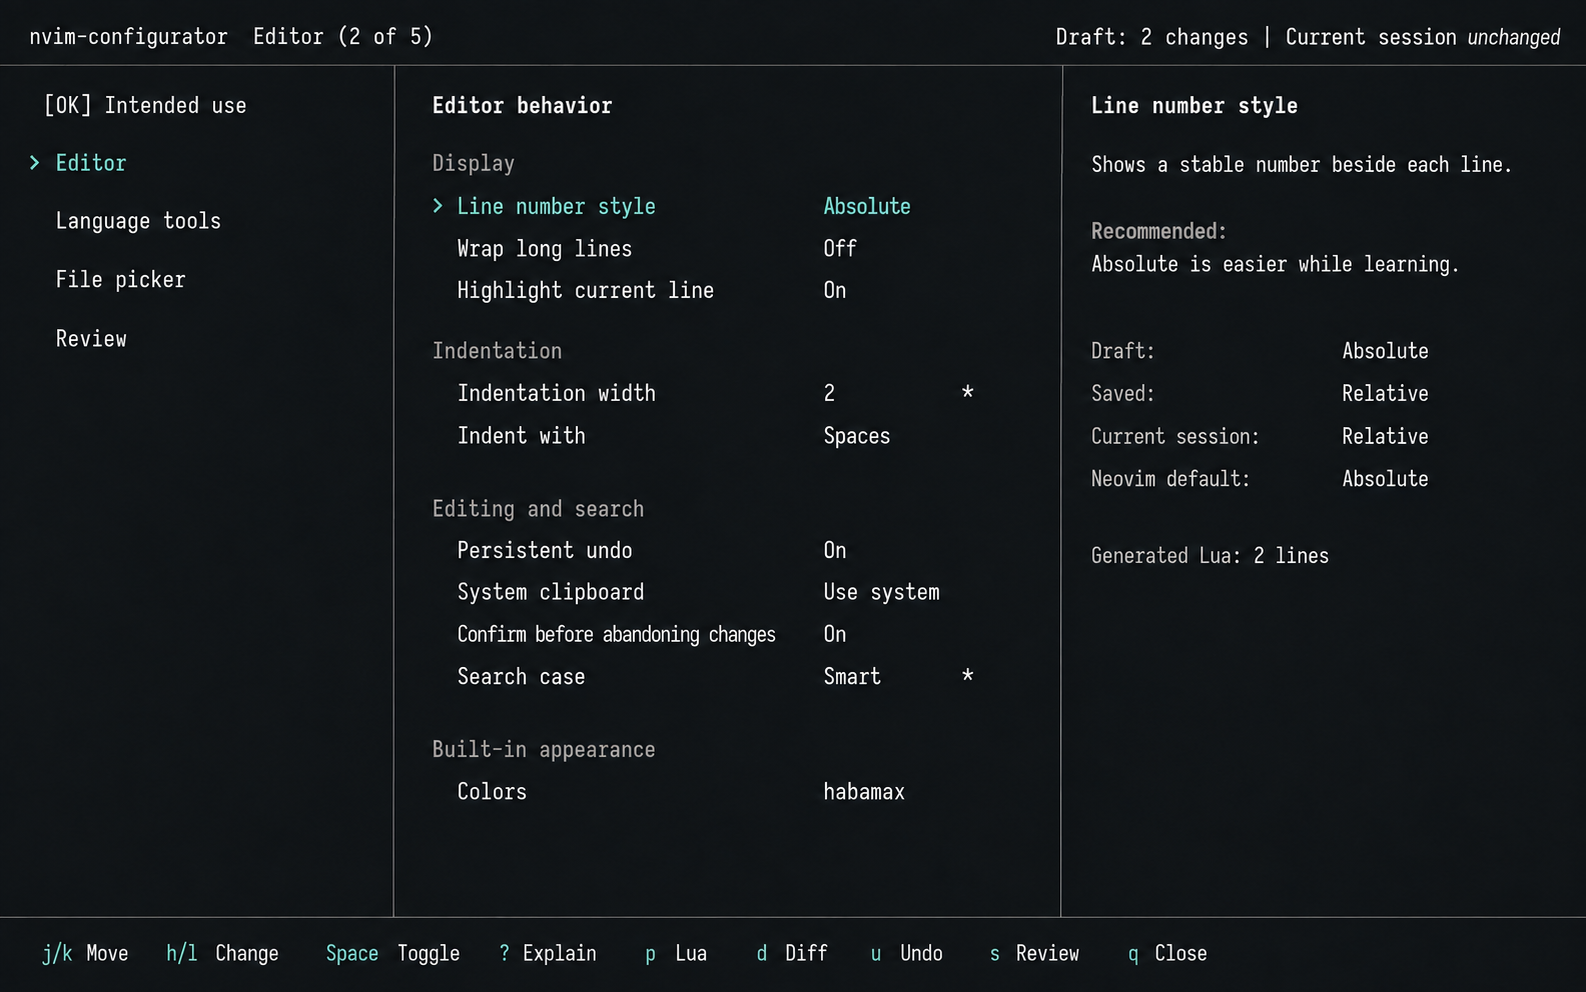 nvim-configurator Editor (2 of 5) Draft: 2 changes | Current session unchanged
[OK] Intended use
> Editor
Language tools
File picker
Review
Editor behavior
Display
> Line number style Absolute
Wrap long lines Off
Highlight current line On
Indentation
Indentation width 2 *
Indent with Spaces
Editing and search
Persistent undo On
System clipboard Use system
Confirm before abandoning changes On
Search case Smart *
Built-in appearance
Colors habamax
Line number style
Shows a stable number beside each line.
Recommended:
Absolute is easier while learning.
Draft: Absolute
Saved: Relative
Current session: Relative
Neovim default: Absolute
Generated Lua: 2 lines
j/k Move h/l Change Space Toggle ? Explain p Lua d Diff u Undo s Review q Close